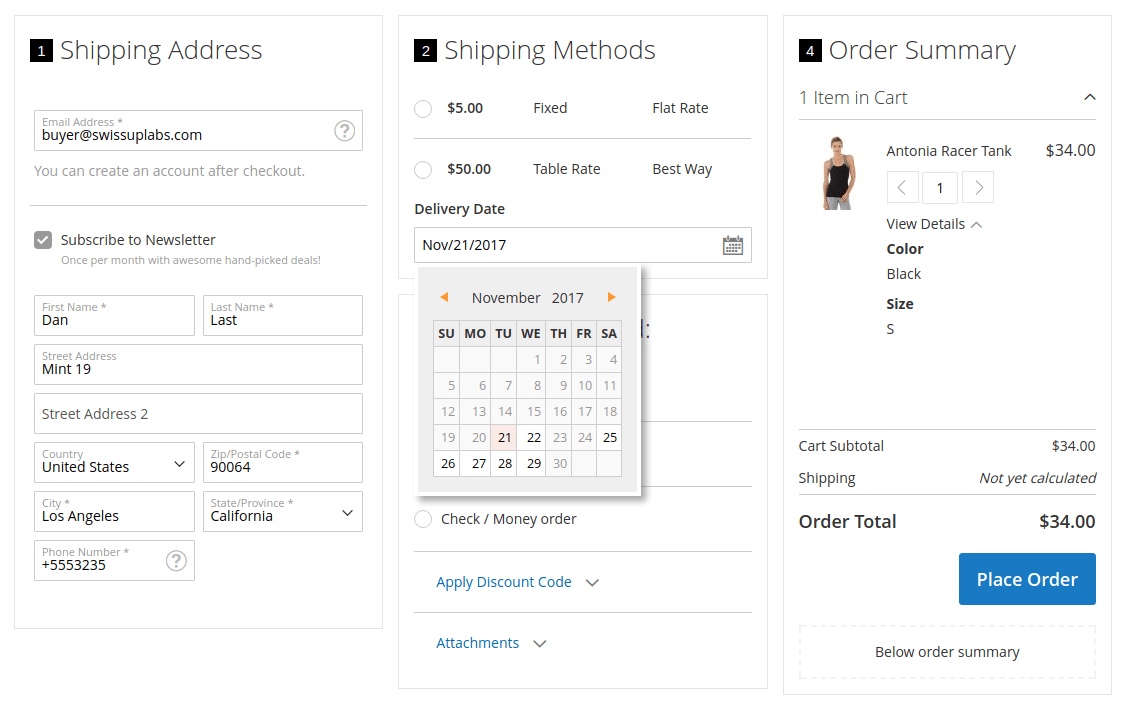 1 Shipping Address
Email Address *
buyer@swissuplabs.com
?
You can create an account after checkout.
Subscribe to Newsletter
Once per month with awesome hand-picked deals!
First Name * Last Name *
Dan Last
Street Address
Mint 19
Street Address 2
Country Zip/Postal Code *
United States 90064
City * State/Province *
Los Angeles California
Phone Number *
+5553235
?
2 Shipping Methods
$5.00 Fixed Flat Rate
$50.00 Table Rate Best Way
Delivery Date
Nov/21/2017
November 2017
SU MO TU WE TH FR SA
1 2 3 4
5 6 7 8 9 10 11
12 13 14 15 16 17 18
19 20 21 22 23 24 25
26 27 28 29 30
Check / Money order
Apply Discount Code
Attachments
4 Order Summary
1 Item in Cart
Antonia Racer Tank $34.00
1
View Details
Color
Black
Size
S
Cart Subtotal $34.00
Shipping Not yet calculated
Order Total $34.00
Place Order
Below order summary